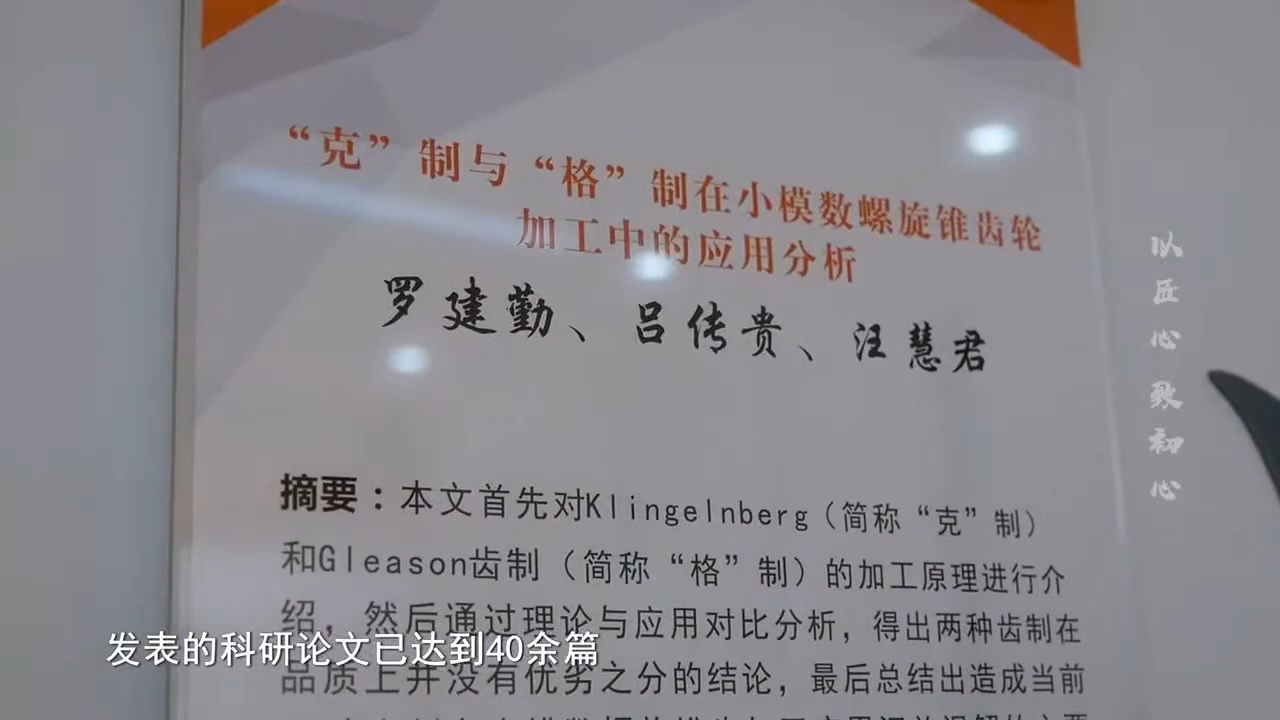 “克”制与“格”制在小模数螺旋锥齿轮
加工中的应用分析
罗建勤、吕传贵、汪慧君
摘要：本文首先对Klingelnberg（简称“克”制）
和Gleason齿制（简称“格”制）的加工原理进行介
绍，然后通过理论与应用对比分析，得出两种齿制在
品质上并没有优劣之分的结论，最后总结出造成当前
以匠心致初心
发表的科研论文已达到40余篇